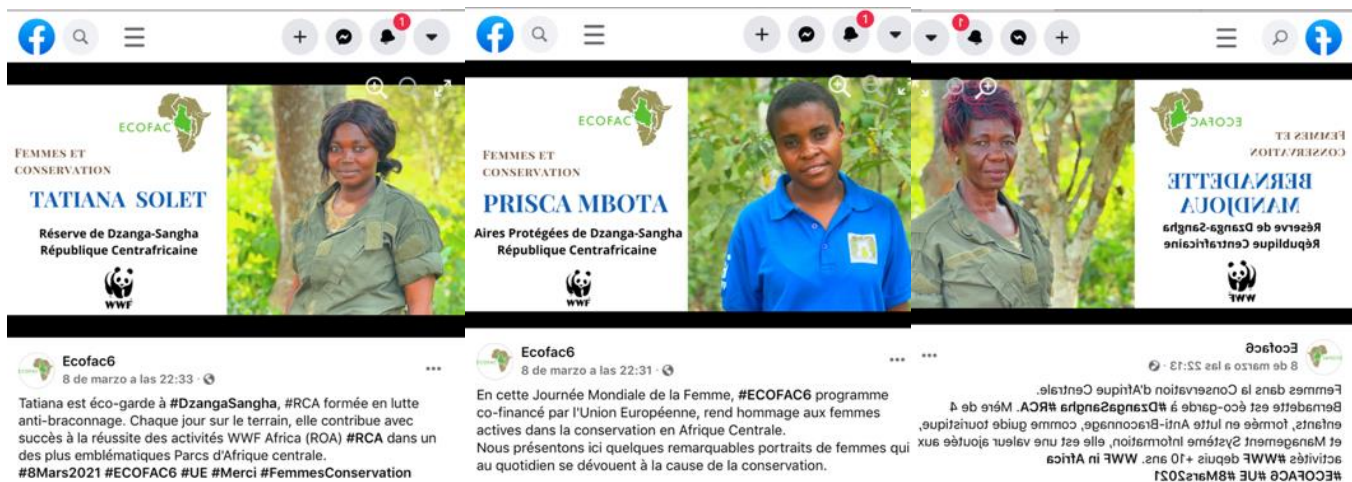 1
ECOFAC
FEMMES ET
CONSERVATION
TATIANA SOLET
Réserve de Dzanga-Sangha
République Centrafricaine
WWF
Ecofac6
8 de marzo a las 22:33 ·
Tatiana est éco-garde à #DzangaSangha, #RCA formée en lutte
anti-braconnage. Chaque jour sur le terrain, elle contribue avec
succès à la réussite des activités WWF Africa (ROA) #RCA dans un
des plus emblématiques Parcs d'Afrique centrale.
#8Mars2021 #ECOFAC6 #UE #Merci #FemmesConservation
1
ECOFAC
FEMMES ET
CONSERVATION
PRISCA MBOTA
Aires Protégées de Dzanga-Sangha
République Centrafricaine
WWF
Ecofac6
8 de marzo a las 22:31 ·
En cette Journée Mondiale de la Femme, #ECOFAC6 programme
co-financé par l'Union Européenne, rend hommage aux femmes
actives dans la conservation en Afrique Centrale.
Nous présentons ici quelques remarquables portraits de femmes qui
au quotidien se dévouent à la cause de la conservation.
1
ECOFAC
FEMMES ET
CONSERVATION
BERNADETTE
MANDJOUA
Réserve de Dzanga-Sangha
République Centrafricaine
WWF
Ecofac6
8 de marzo a las 22:13 ·
Femmes dans la Conservation d'Afrique Centrale.
Bernadette est éco-garde à #DzangaSangha #RCA. Mère de 4
enfants, formée en lutte Anti-Braconnage, comme guide touristique,
et Management Système Information, elle est une valeur ajoutée aux
activités #WWF depuis +10 ans. WWF in Africa
#ECOFAC6 #UE #8Mars2021